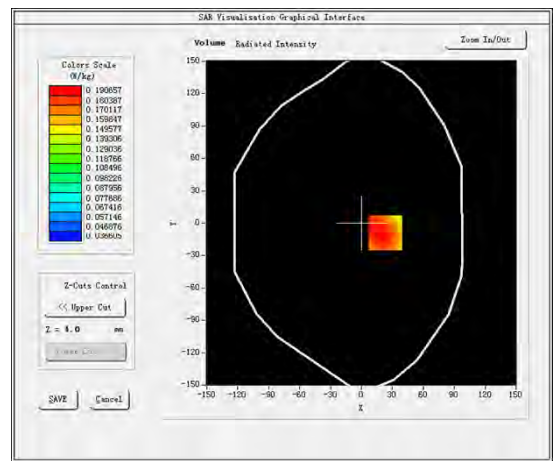 SAR Visualisation Graphical Interface
Volume Radiated Intensity
Zoom In/Out
Colors Scale
(W/kg)
0.190657
0.180387
0.170117
0.159847
0.149577
0.139306
0.129036
0.118766
0.108496
0.098226
0.087956
0.077686
0.067416
0.057146
0.046876
0.036605
150
120
90
60
30
0
-30
-60
-90
-120
-150
Y
-150 -120 -90 -60 -30 0 30 60 90 120 150
X
Z-Cuts Control
<< Upper Cut
Z = 4.0 mm
SAVE Cancel